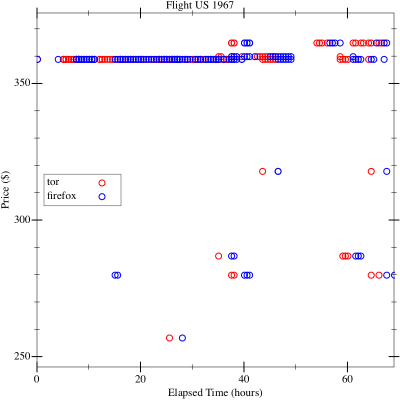 Flight US 1967
350
300
250
Price ($)
tor
firefox
0 20 40 60
Elapsed Time (hours)